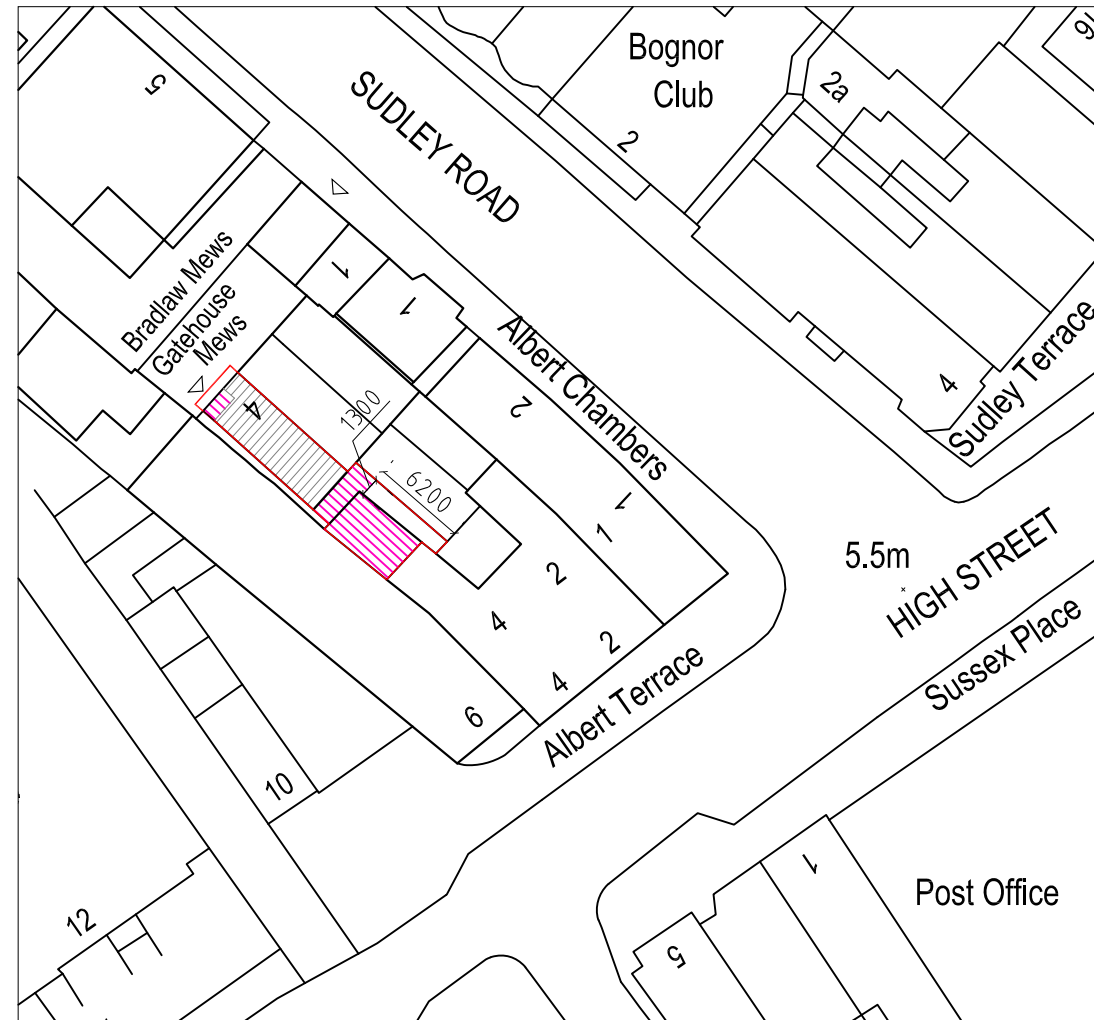 Bognor
Club
2a
16
5
SUDLEY ROAD
2
Bradlaw Mews
Gatehouse
Mews
1
1
Albert Chambers
2
4
1300
6200
4
Sudley Terrace
1
1
5.5m
HIGH STREET
2
4
2
4
Albert Terrace
Sussex Place
6
10
12
1
5
Post Office